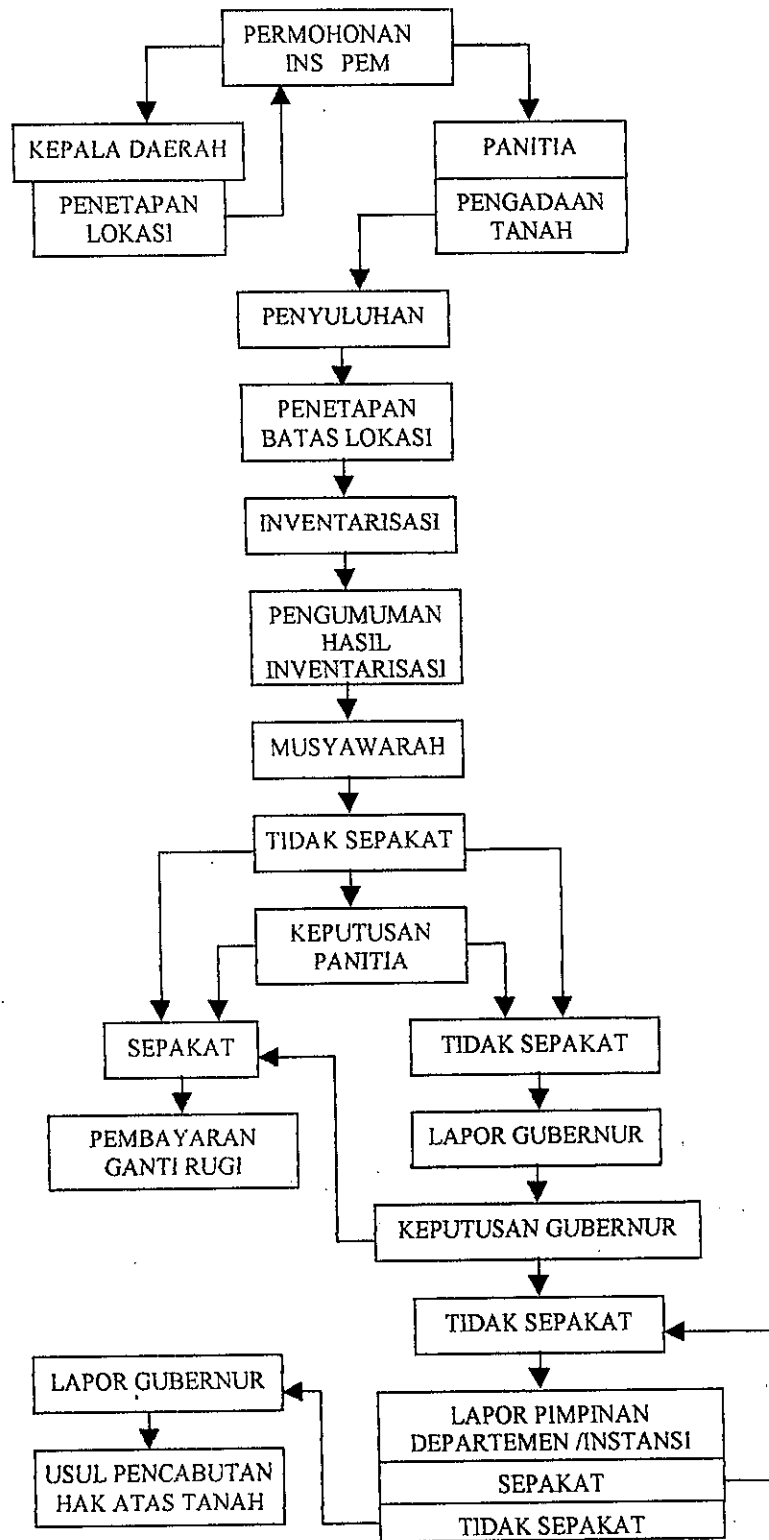 PERMOHONAN
INS PEM
KEPALA DAERAH
PENETAPAN
LOKASI
PANITIA
PENGADAAN
TANAH
PENYULUHAN
PENETAPAN
BATAS LOKASI
INVENTARISASI
PENGUMUMAN
HASIL
INVENTARISASI
MUSYAWARAH
TIDAK SEPAKAT
KEPUTUSAN
PANITIA
SEPAKAT
TIDAK SEPAKAT
PEMBAYARAN
GANTI RUGI
LAPOR GUBERNUR
KEPUTUSAN GUBERNUR
TIDAK SEPAKAT
LAPOR GUBERNUR
LAPOR PIMPINAN
DEPARTEMEN /INSTANSI
USUL PENCABUTAN
HAK ATAS TANAH
SEPAKAT
TIDAK SEPAKAT